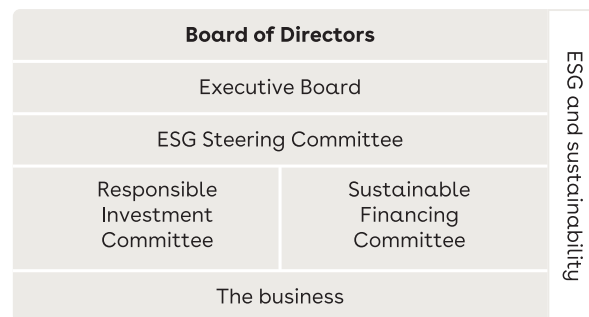 Board of Directors
Executive Board
ESG Steering Committee
Responsible
Investment
Committee
Sustainable
Financing
Committee
The business
ESG and sustainability